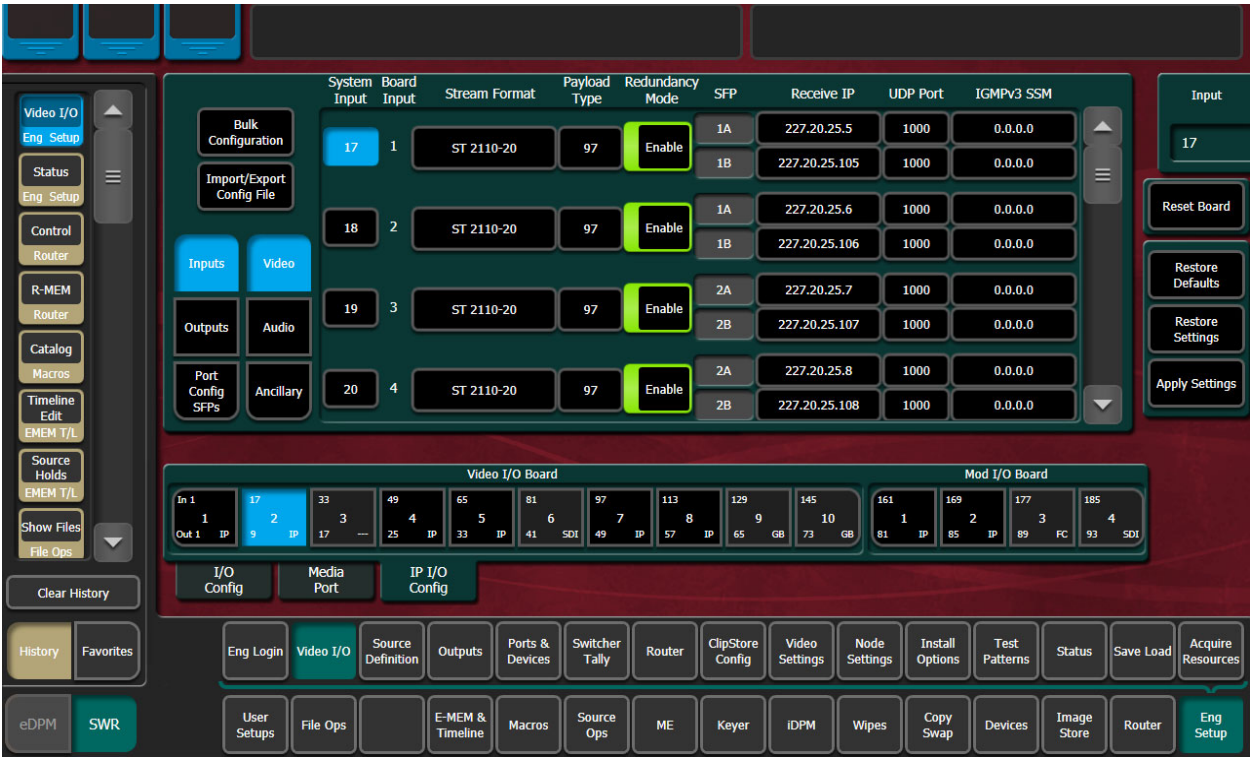 Video I/O
Eng Setup
Status
Eng Setup
Control
Router
R-MEM
Router
Catalog
Macros
Timeline
Edit
EMEM T/L
Source
Holds
EMEM T/L
Show Files
File Ops
Clear History
History Favorites
eDPM SWR
Bulk
Configuration
Import/Export
Config File
Inputs Video
Outputs Audio
Port
Config
SFPs
Ancillary
System
Input
Board
Input
Stream Format
Payload
Type
Redundancy
Mode
SFP Receive IP UDP Port IGMPv3 SSM
17 1 ST 2110-20 97 Enable
1A 227.20.25.5 1000 0.0.0.0
1B 227.20.25.105 1000 0.0.0.0
18 2 ST 2110-20 97 Enable
1A 227.20.25.6 1000 0.0.0.0
1B 227.20.25.106 1000 0.0.0.0
19 3 ST 2110-20 97 Enable
2A 227.20.25.7 1000 0.0.0.0
2B 227.20.25.107 1000 0.0.0.0
20 4 ST 2110-20 97 Enable
2A 227.20.25.8 1000 0.0.0.0
2B 227.20.25.108 1000 0.0.0.0
Input
17
Reset Board
Restore
Defaults
Restore
Settings
Apply Settings
Video I/O Board
In 1 17 33 49 65 81 97 113 129 145
1 2 3 4 5 6 7 8 9 10
Out 1 IP 9 IP 17 --- 25 IP 33 IP 41 SDI 49 IP 57 IP 65 GB 73 GB
Mod I/O Board
161 169 177 185
1 2 3 4
81 IP 85 IP 89 FC 93 SDI
I/O
Config
Media
Port
IP I/O
Config
Eng Login Video I/O
Source
Definition
Outputs
Ports &
Devices
Switcher
Tally
Router
ClipStore
Config
Video
Settings
Node
Settings
Install
Options
Test
Patterns
Status Save Load
Acquire
Resources
User
Setups
File Ops
E-MEM &
Timeline
Macros
Source
Ops
ME Keyer iDPM Wipes
Copy
Swap
Devices
Image
Store
Router
Eng
Setup